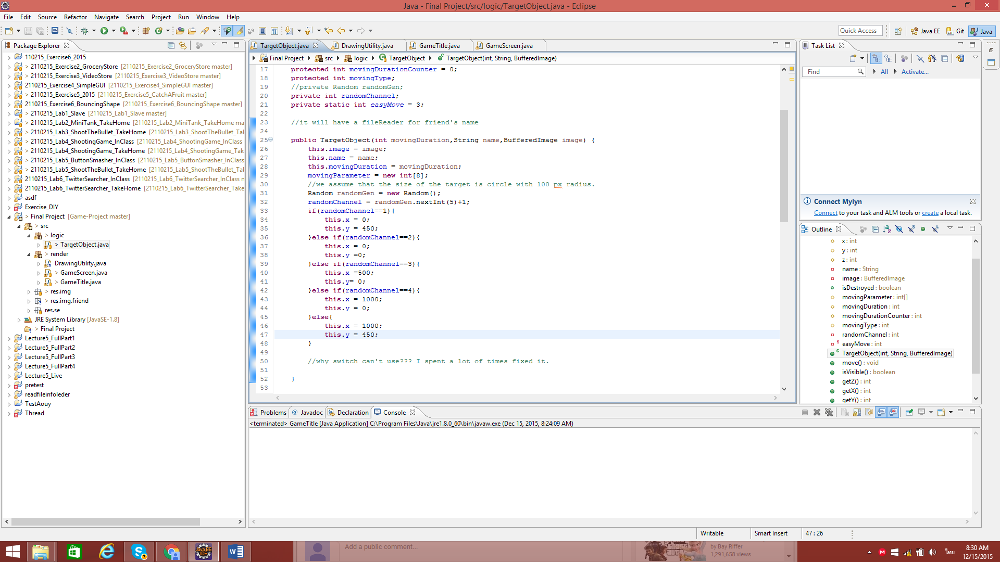 Java - Final Project/src/logic/TargetObject.java - Eclipse
File Edit Source Refactor Navigate Search Project Run Window Help
Quick Access Java EE Git Java
Package Explorer
110215_Exercise6_2015
> 2110215_Exercise2_GroceryStore [2110215_Exercise2_GroceryStore master]
> 2110215_Exercise3_VideoStore [2110215_Exercise3_VideoStore master]
2110215_Exercise4_SimpleGUI [2110215_Exercise4_SimpleGUI master]
> 2110215_Exercise5_2015 [2110215_Exercise5_CatchAFruit master]
2110215_Exercise6_BouncingShape [2110215_Exercise6_BouncingShape master]
> 2110215_Lab1_Slave [2110215_Lab1_Slave master]
> 2110215_Lab2_MiniTank_TakeHome [2110215_Lab2_MiniTank_TakeHome ma
> 2110215_Lab3_ShootTheBullet_TakeHome [2110215_Lab3_ShootTheBullet_Tak
> 2110215_Lab4_ShootingGame_InClass [2110215_Lab4_ShootingGame_InClass
> 2110215_Lab4_ShootingGame_TakeHome [2110215_Lab4_ShootingGame_Tak
> 2110215_Lab5_ButtonSmasher_InClass [2110215_Lab5_ButtonSmasher_InClass
> 2110215_Lab5_ShootTheBullet_TakeHome [2110215_Lab5_ShootTheBullet_Tak
2110215_Lab6_TwitterSearcher_InClass [2110215_Lab6_TwitterSearcher_InClass n
2110215_Lab6_TwitterSearcher_TakeHome [2110215_Lab6_TwitterSearcher_Take
asdf
Exercise_DIY
> Final Project [Game-Project master]
> src
> logic
> TargetObject.java
> render
DrawingUtility.java
> GameScreen.java
> GameTitle.java
> res.img
> res.img.friend
res.se
JRE System Library [JavaSE-1.8]
> Final Project
Lecture5_FullPart1
Lecture5_FullPart2
Lecture5_FullPart3
Lecture5_FullPart4
Lecture5_Live
pretest
readfileinfoleder
TestAouy
Thread
TargetObject.java DrawingUtility.java GameTitle.java GameScreen.java
Final Project src logic TargetObject TargetObject(int, String, BufferedImage)
17 protected int movingDurationCounter = 0;
18 protected int movingType;
19 //private Random randomGen;
20 private int randomChannel;
21 private static int easyMove = 3;
22
23 //it will have a fileReader for friend's name
24
25 public TargetObject(int movingDuration,String name,BufferedImage image) {
26 this.image = image;
27 this.name = name;
28 this.movingDuration = movingDuration;
29 movingParameter = new int[8];
30 //we assume that the size of the target is circle with 100 px radius.
31 Random randomGen = new Random();
32 randomChannel = randomGen.nextInt(5)+1;
33 if(randomChannel==1){
34 this.x = 0;
35 this.y = 450;
36 }else if(randomChannel==2){
37 this.x = 0;
38 this.y =0;
39 }else if(randomChannel==3){
40 this.x =500;
41 this.y= 0;
42 }else if(randomChannel==4){
43 this.x = 1000;
44 this.y = 0;
45 }else{
46 this.x = 1000;
47 this.y = 450;
48 }
49
50 //why switch can't use??? I spent a lot of times fixed it.
51
52 }
53
Task List
Find All Activate...
Connect Mylyn
Connect to your task and ALM tools or create a local task.
Outline
x : int
y : int
z : int
name : String
image : BufferedImage
isDestroyed : boolean
movingParameter : int[]
movingDuration : int
movingDurationCounter : int
movingType : int
randomChannel : int
easyMove : int
TargetObject(int, String, BufferedImage)
move() : void
isVisible() : boolean
getZ() : int
getX() : int
getY() : int
Problems Javadoc Declaration Console
<terminated> GameTitle [Java Application] C:\Program Files\Java\jre1.8.0_60\bin\javaw.exe (Dec 15, 2015, 8:24:09 AM)
Writable Smart Insert 47 : 26
Add a public comment...
by Bay Riffer
1,291,658 views
ไทย
8:30 AM
12/15/2015